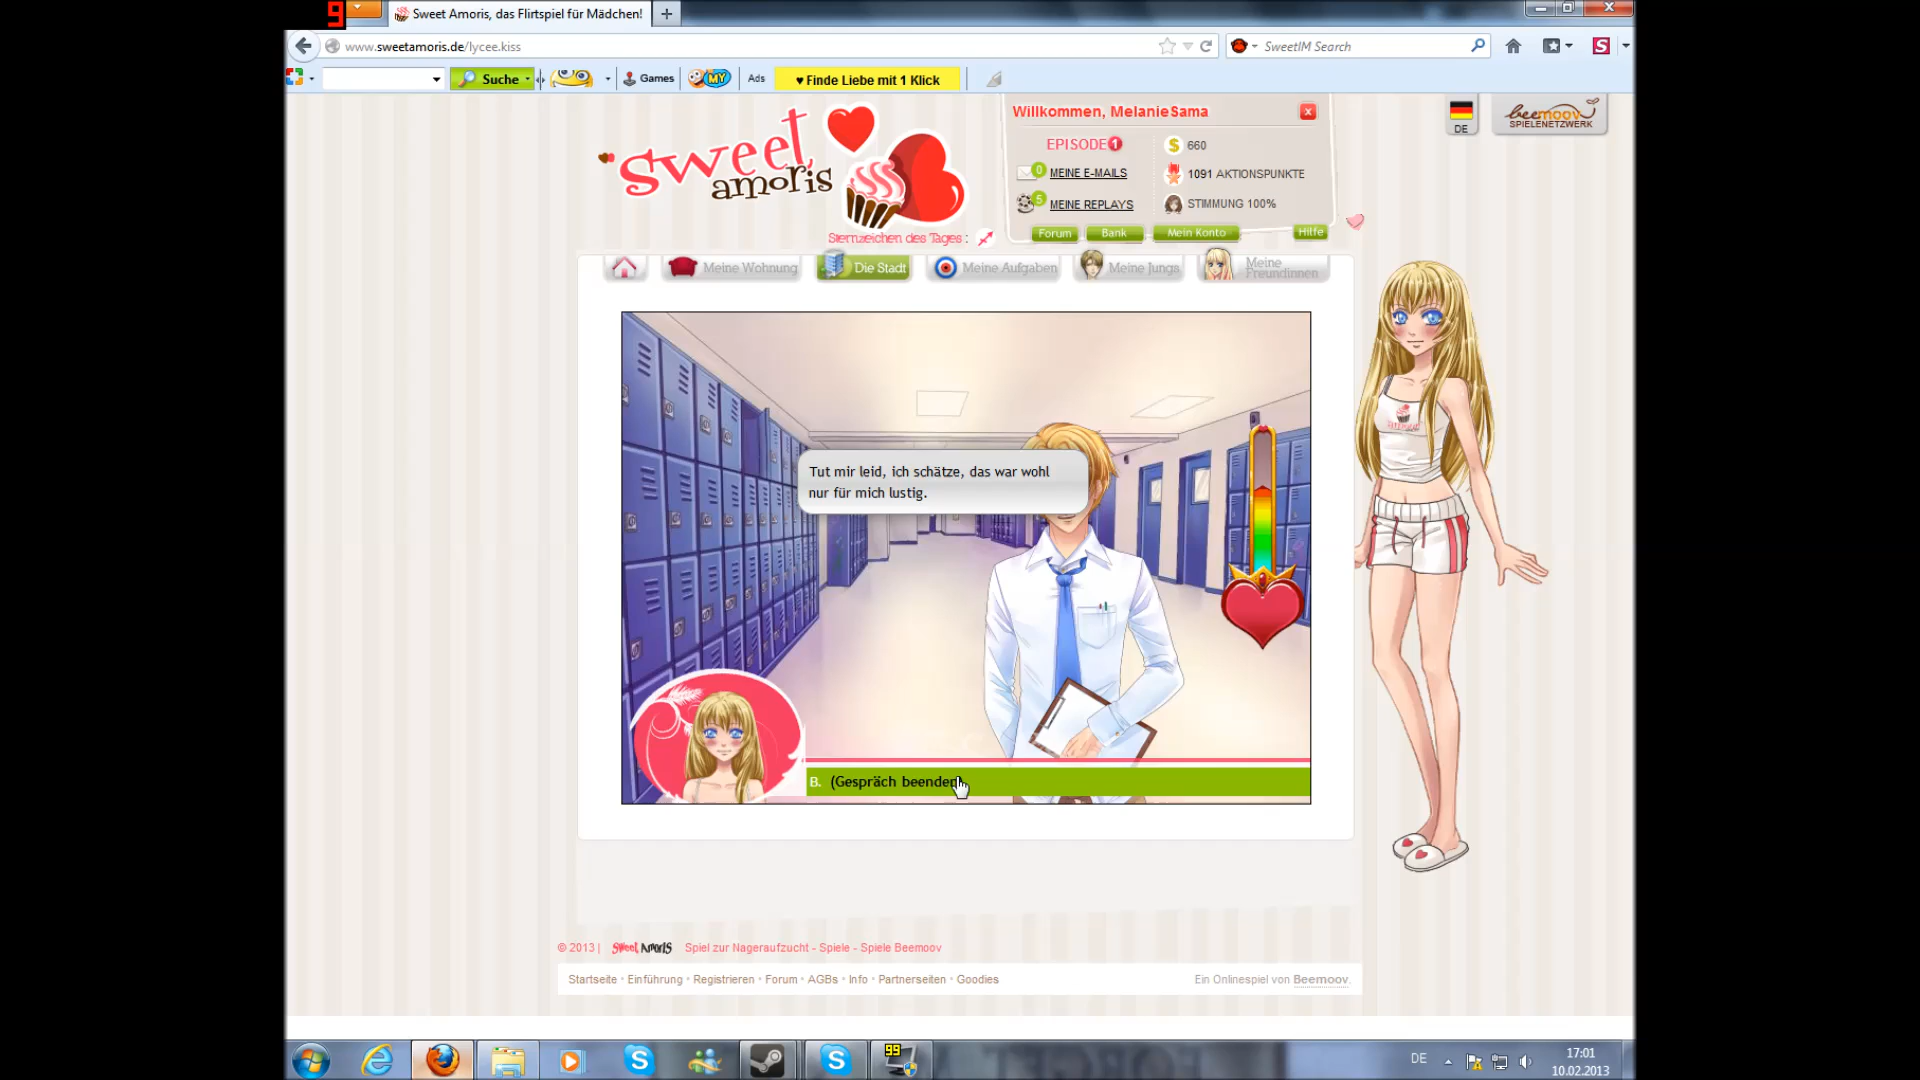 9
Sweet Amoris, das Flirtspiel für Mädchen!
www.sweetamoris.de/lycee.kiss
SweetIM Search
S
Suche
Games
MY
Ads
♥ Finde Liebe mit 1 Klick
sweet amoris
Sternzeichen des Tages :
Willkommen, MelanieSama
x
EPISODE 1
$ 660
0 MEINE E-MAILS
1091 AKTIONSPUNKTE
5 MEINE REPLAYS
STIMMUNG 100%
Forum
Bank
Mein Konto
Hilfe
DE
beemoov
SPIELENETZWERK
Meine Wohnung
Die Stadt
Meine Aufgaben
Meine Jungs
Meine
Freundinnen
Tut mir leid, ich schätze, das war wohl
nur für mich lustig.
B. (Gespräch beenden)
© 2013 | Sweet Amoris Spiel zur Nageraufzucht - Spiele - Spiele Beemoov
Startseite • Einführung • Registrieren • Forum • AGBs • Info • Partnerseiten • Goodies
Ein Onlinespiel von Beemoov.
99
DE
17:01
10.02.2013